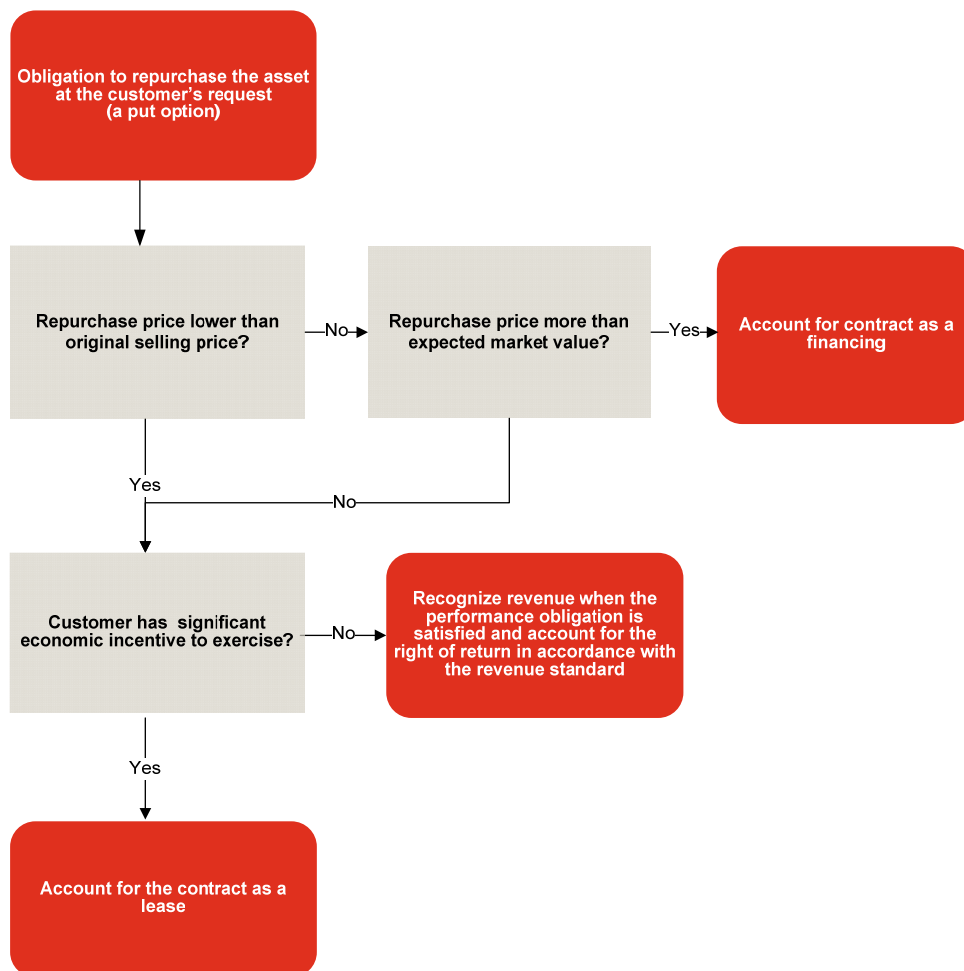 Obligation to repurchase the asset
at the customer's request
(a put option)
Repurchase price lower than
original selling price?
No
Repurchase price more than
expected market value?
Yes
Account for contract as a
financing
Yes
No
Customer has significant
economic incentive to exercise?
No
Recognize revenue when the
performance obligation is
satisfied and account for the
right of return in accordance with
the revenue standard
Yes
Account for the contract as a
lease